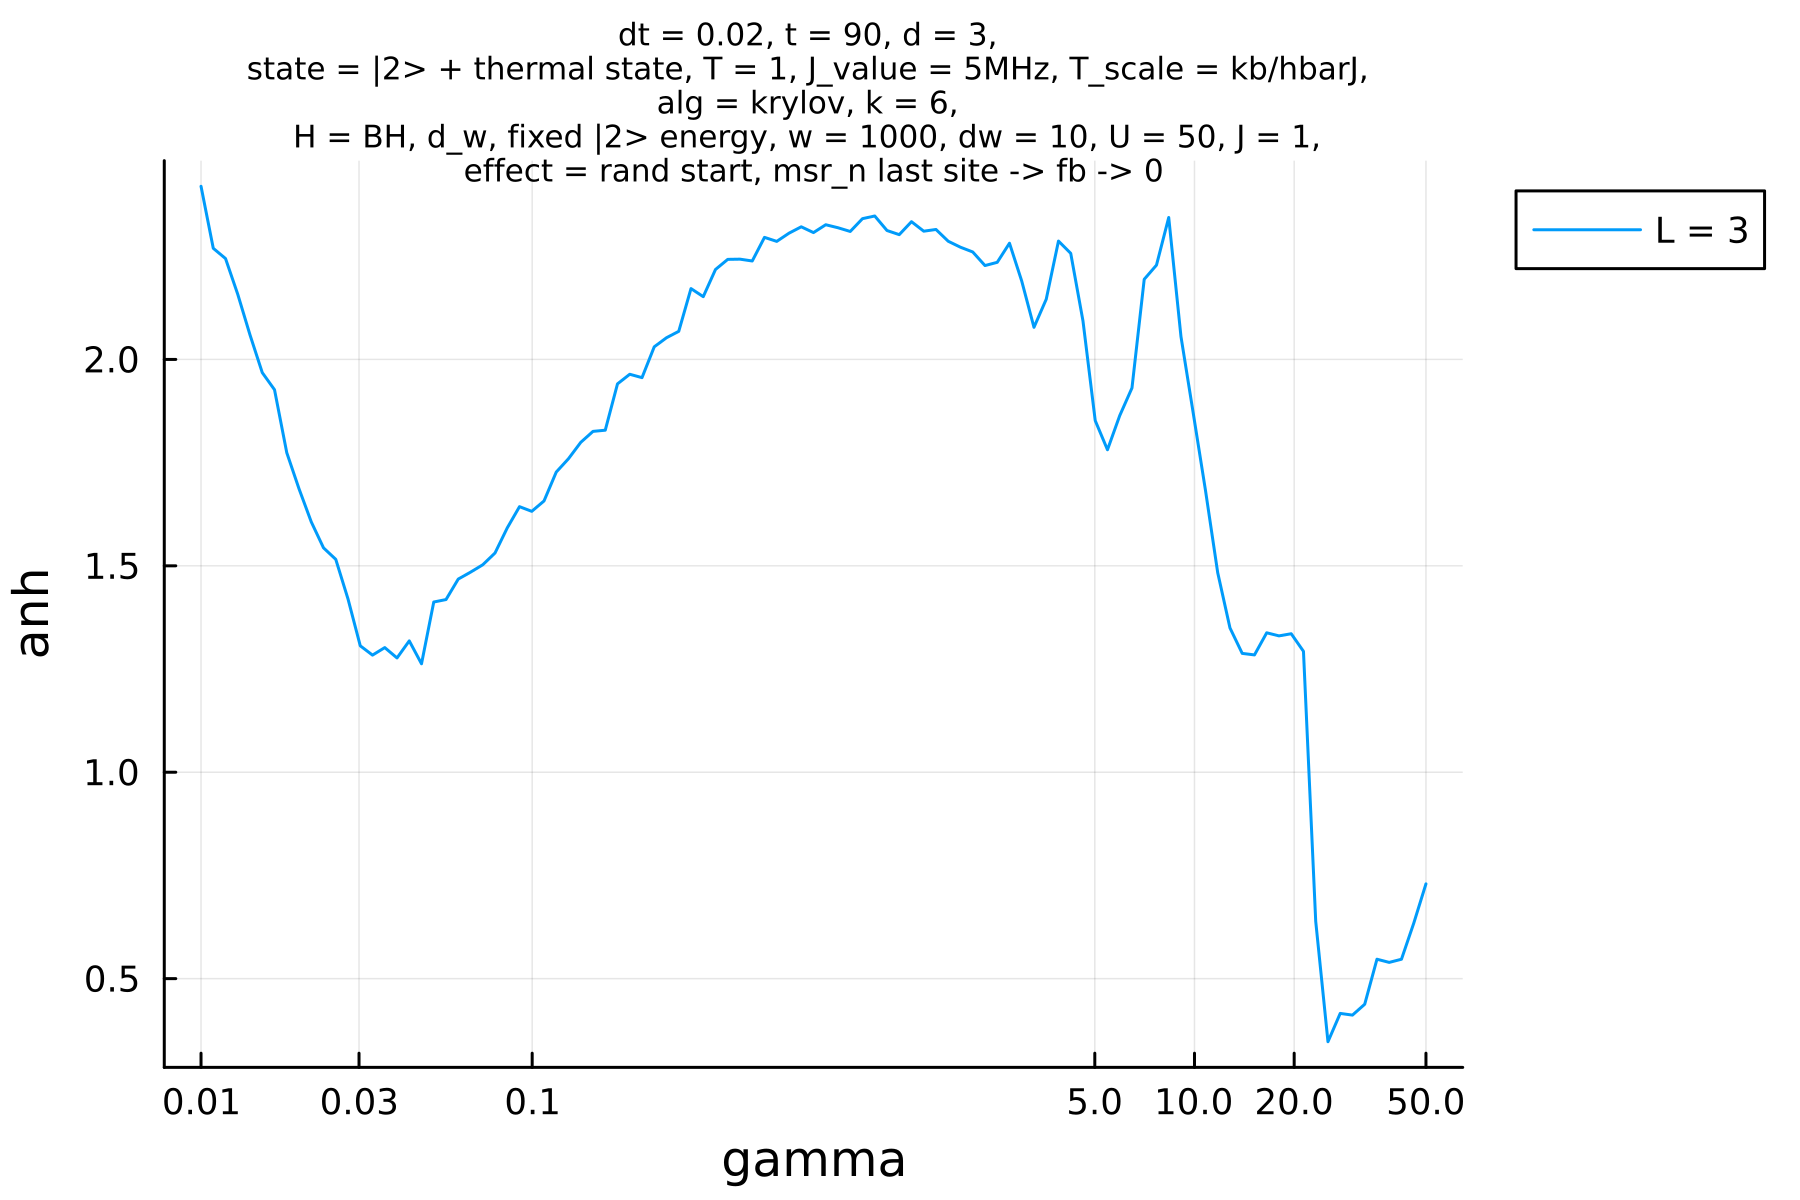 dt = 0.02, t = 90, d = 3,
state = |2> + thermal state, T = 1, J_value = 5MHz, T_scale = kb/hbarJ,
alg = krylov, k = 6,
H = BH, d_w, fixed |2> energy, w = 1000, dw = 10, U = 50, J = 1,
effect = rand start, msr_n last site -> fb -> 0
L = 3
2.0
1.5
1.0
0.5
anh
0.01 0.03 0.1 5.0 10.0 20.0 50.0
gamma